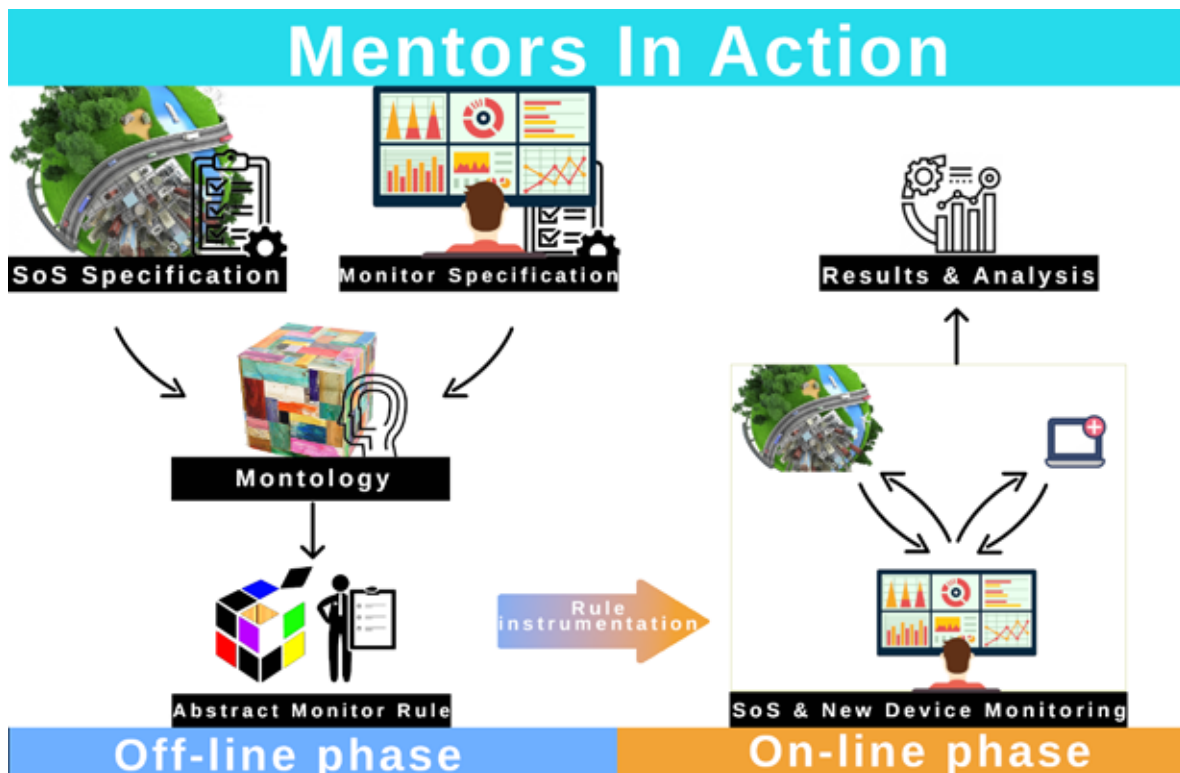 Mentors In Action
SoS Specification
Monitor Specification
Results & Analysis
Montology
Rule
instrumentation
Abstract Monitor Rule
SoS & New Device Monitoring
Off-line phase
On-line phase